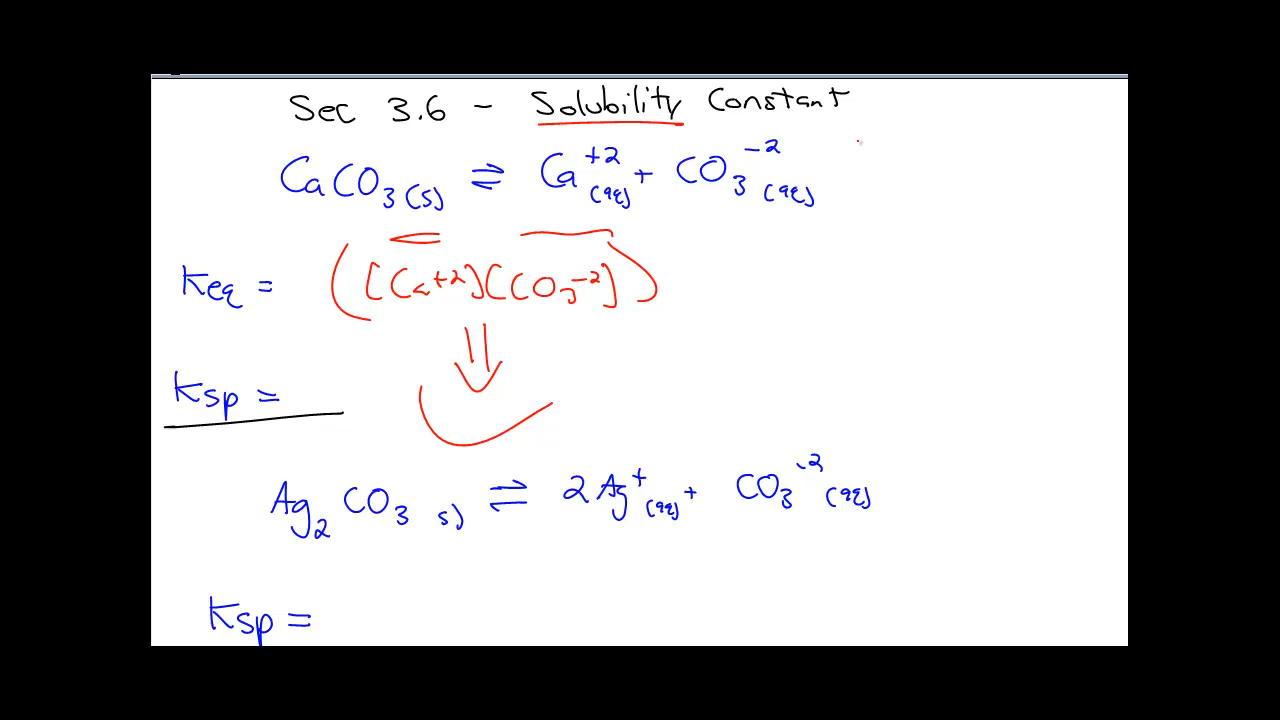 Sec 3.6 - Solubility Constant
CaCO₃(s) ⇌ Ca⁺²(aq) + CO₃⁻²(aq)
Keq = ([Ca+2][CO₃⁻²])
Ksp =
Ag₂CO₃ s) ⇌ 2Ag⁺(aq) + CO₃⁻²(aq)
Ksp =